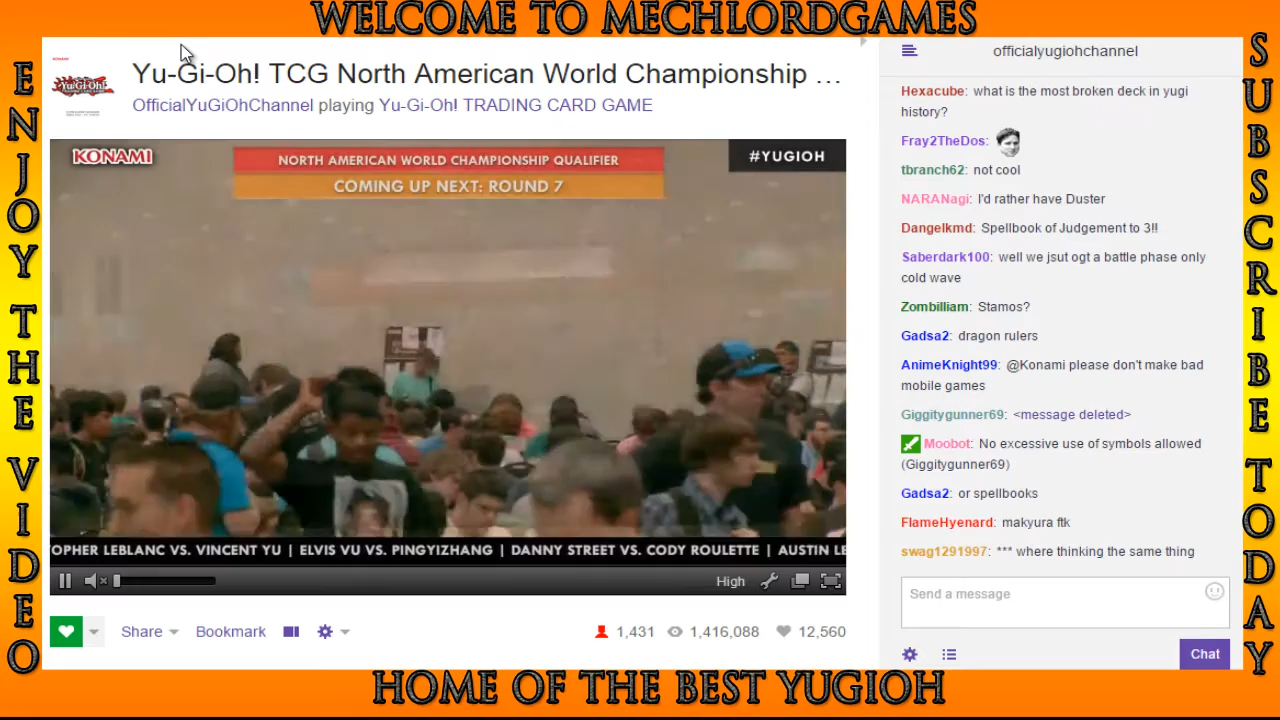 WELCOME TO MECHLORDGAMES
ENJOY THE VIDEO
Yu-Gi-Oh!
Yu-Gi-Oh! TCG North American World Championship ...
OfficialYuGiOhChannel playing Yu-Gi-Oh! TRADING CARD GAME
KONAMI
NORTH AMERICAN WORLD CHAMPIONSHIP QUALIFIER
COMING UP NEXT: ROUND 7
#YUGIOH
OPHER LEBLANC VS. VINCENT YU | ELVIS VU VS. PINGYIZHANG | DANNY STREET VS. CODY ROULETTE | AUSTIN LE
High
Share
Bookmark
1,431
1,416,088
12,560
officialyugiohchannel
Hexacube: what is the most broken deck in yugi
history?
Fray2TheDos:
tbranch62: not cool
NARANagi: I'd rather have Duster
Dangelkmd: Spellbook of Judgement to 3!!
Saberdark100: well we jsut ogt a battle phase only
cold wave
Zombilliam: Stamos?
Gadsa2: dragon rulers
AnimeKnight99: @Konami please don't make bad
mobile games
Giggitygunner69: <message deleted>
Moobot: No excessive use of symbols allowed
(Giggitygunner69)
Gadsa2: or spellbooks
FlameHyenard: makyura ftk
swag1291997: *** where thinking the same thing
Send a message
Chat
SUBSCRIBE TODAY
HOME OF THE BEST YUGIOH